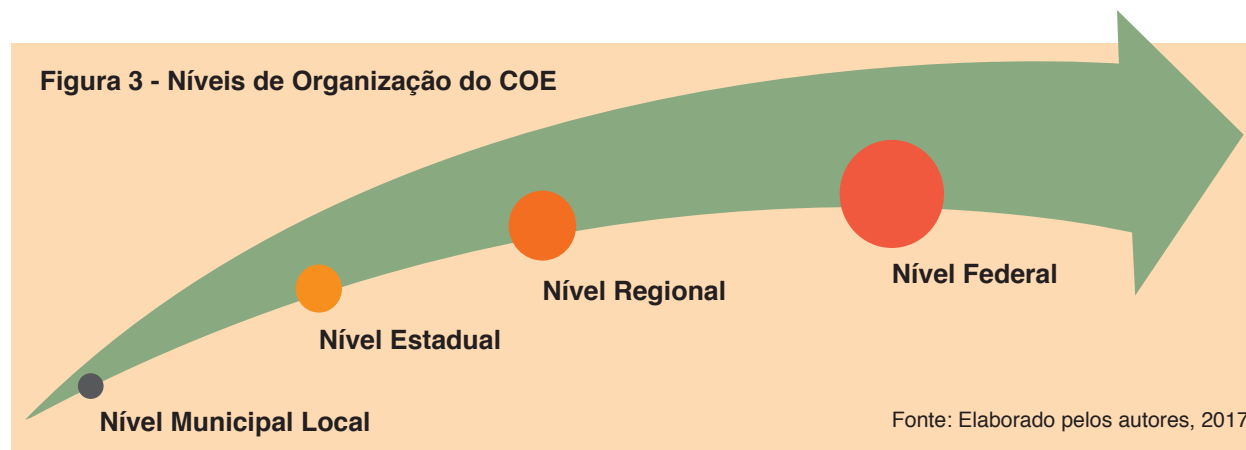 Figura 3 - Níveis de Organização do COE
Nível Federal
Nível Regional
Nível Estadual
Nível Municipal Local
Fonte: Elaborado pelos autores, 2017